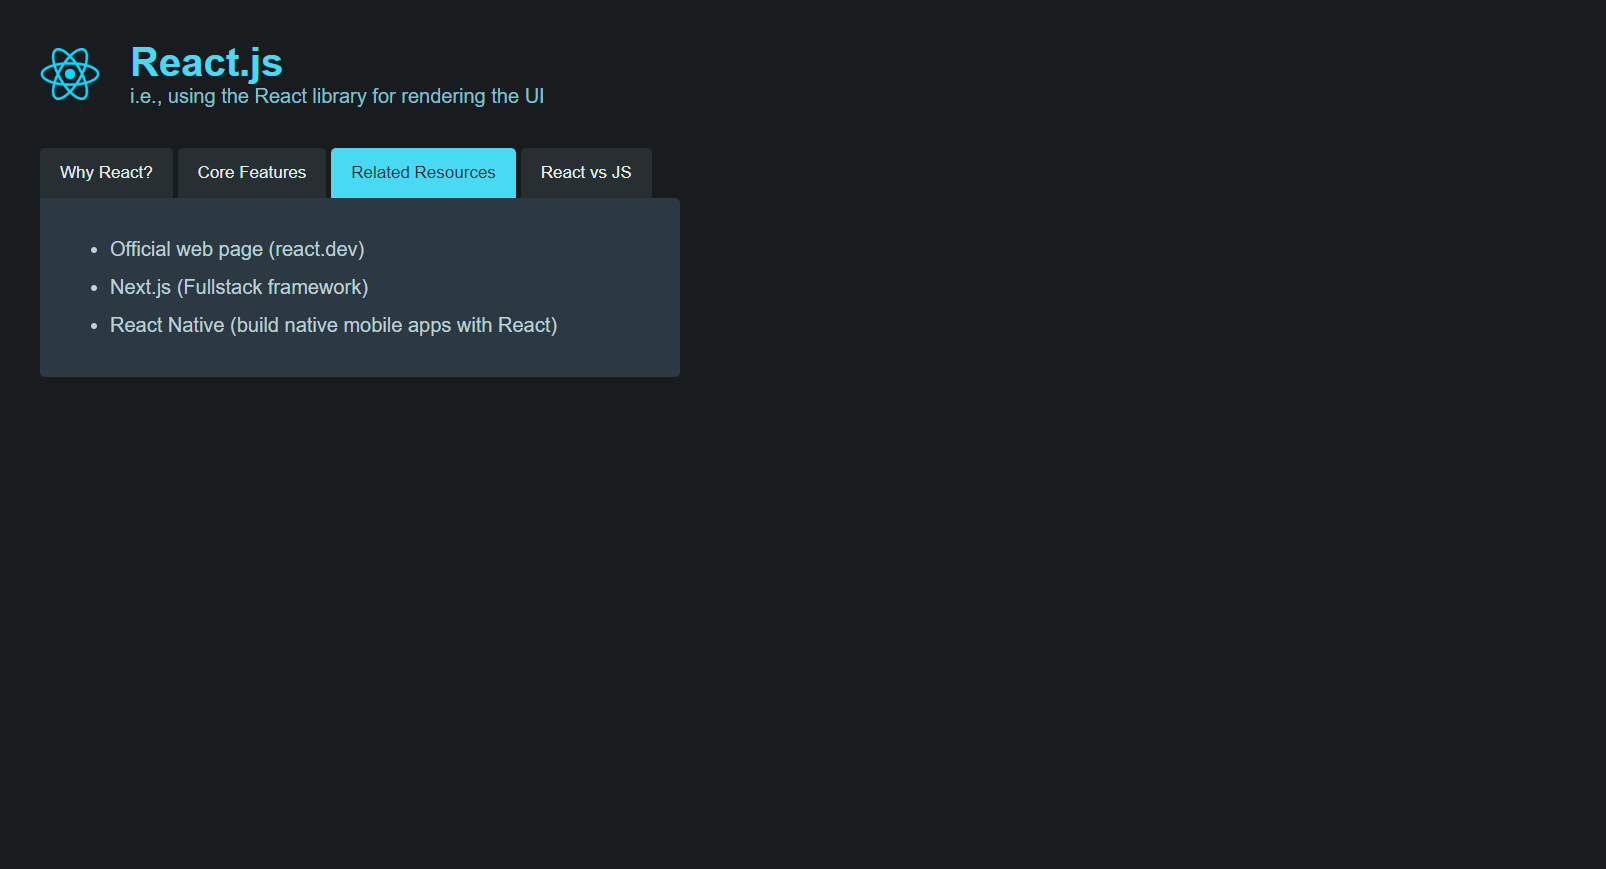 React.js
i.e., using the React library for rendering the UI
Why React? Core Features Related Resources React vs JS
• Official web page (react.dev)
• Next.js (Fullstack framework)
• React Native (build native mobile apps with React)